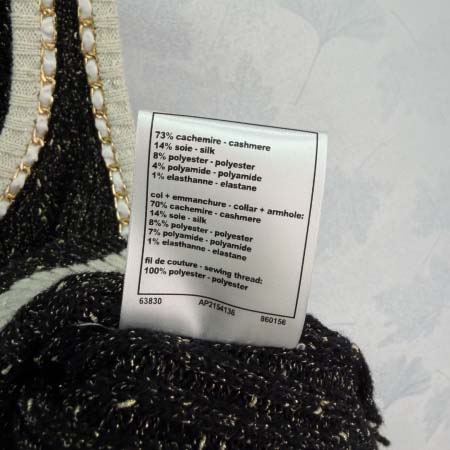 73% cachemire - cashmere
14% soie - silk
8% polyester - polyester
4% polyamide - polyamide
1% elasthanne - elastane
col + emmanchure - collar + armhole:
70% cachemire - cashmere
14% soie - silk
8%% polyester - polyester
7% polyamide - polyamide
1% elasthanne - elastane
fil de couture - sewing thread:
100% polyester - polyester
63830 AP2154136 860156